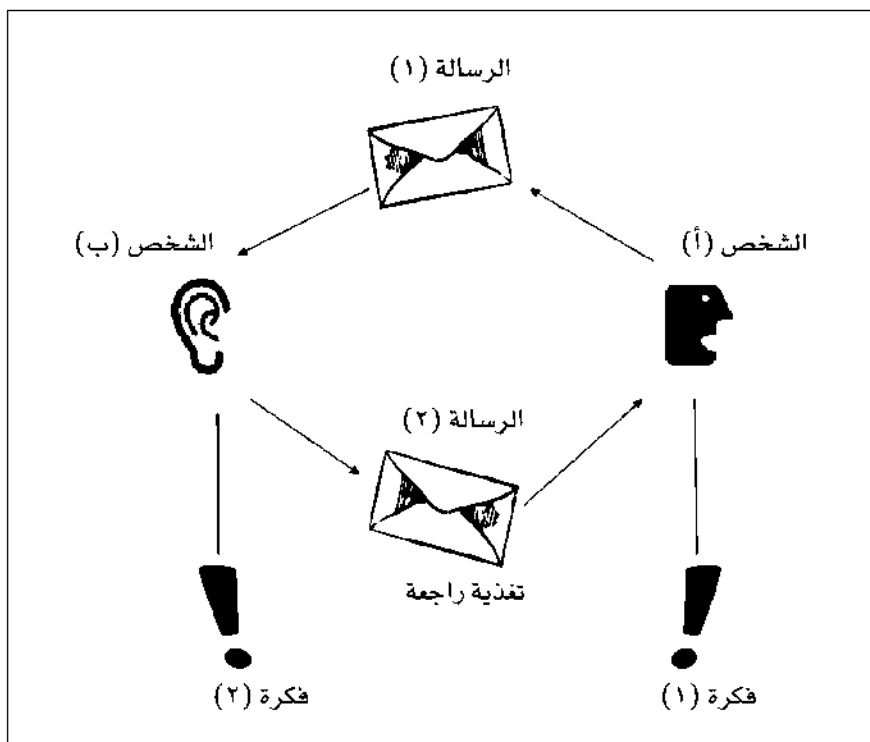 الرسالة (١)
الشخص (أ)
الشخص (ب)
الرسالة (٢)
تغذية راجعة
فكرة (١)
فكرة (٢)